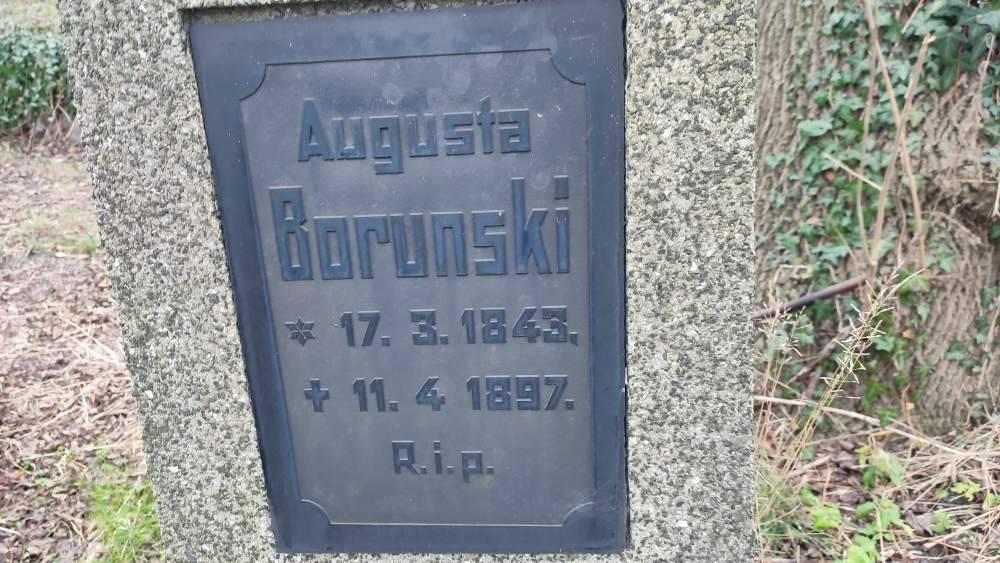 Augusta
Borunski
* 17. 3. 1843,
✝ 11. 4 1897.
R.i.p.